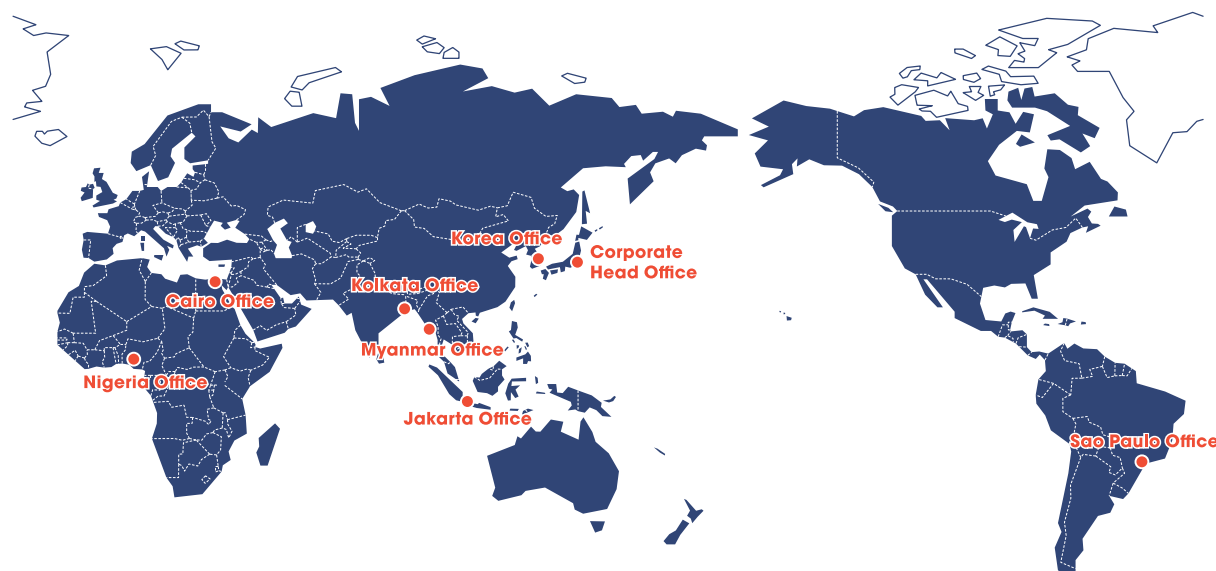 Korea Office
Corporate
Head Office
Kolkata Office
Cairo Office
Myanmar Office
Nigeria Office
Jakarta Office
Sao Paulo Office